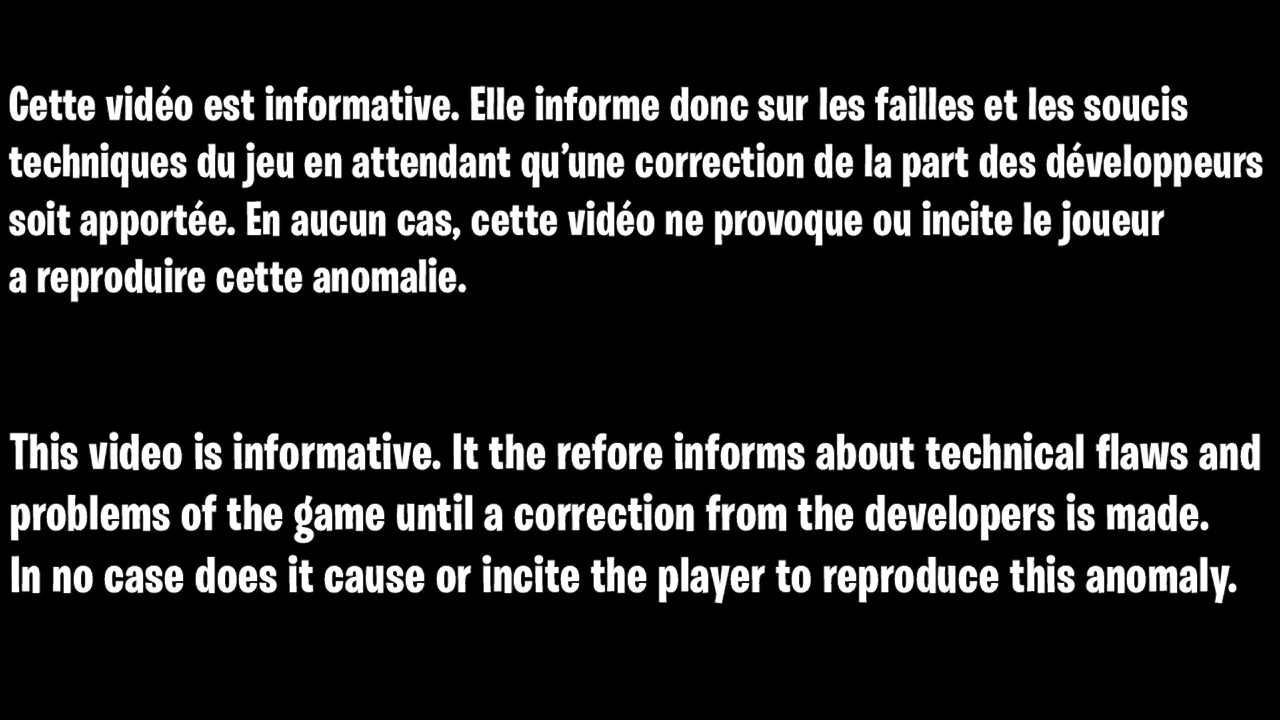 Cette vidéo est informative. Elle informe donc sur les failles et les soucis
techniques du jeu en attendant qu’une correction de la part des développeurs
soit apportée. En aucun cas, cette vidéo ne provoque ou incite le joueur
a reproduire cette anomalie.
This video is informative. It the refore informs about technical flaws and
problems of the game until a correction from the developers is made.
In no case does it cause or incite the player to reproduce this anomaly.